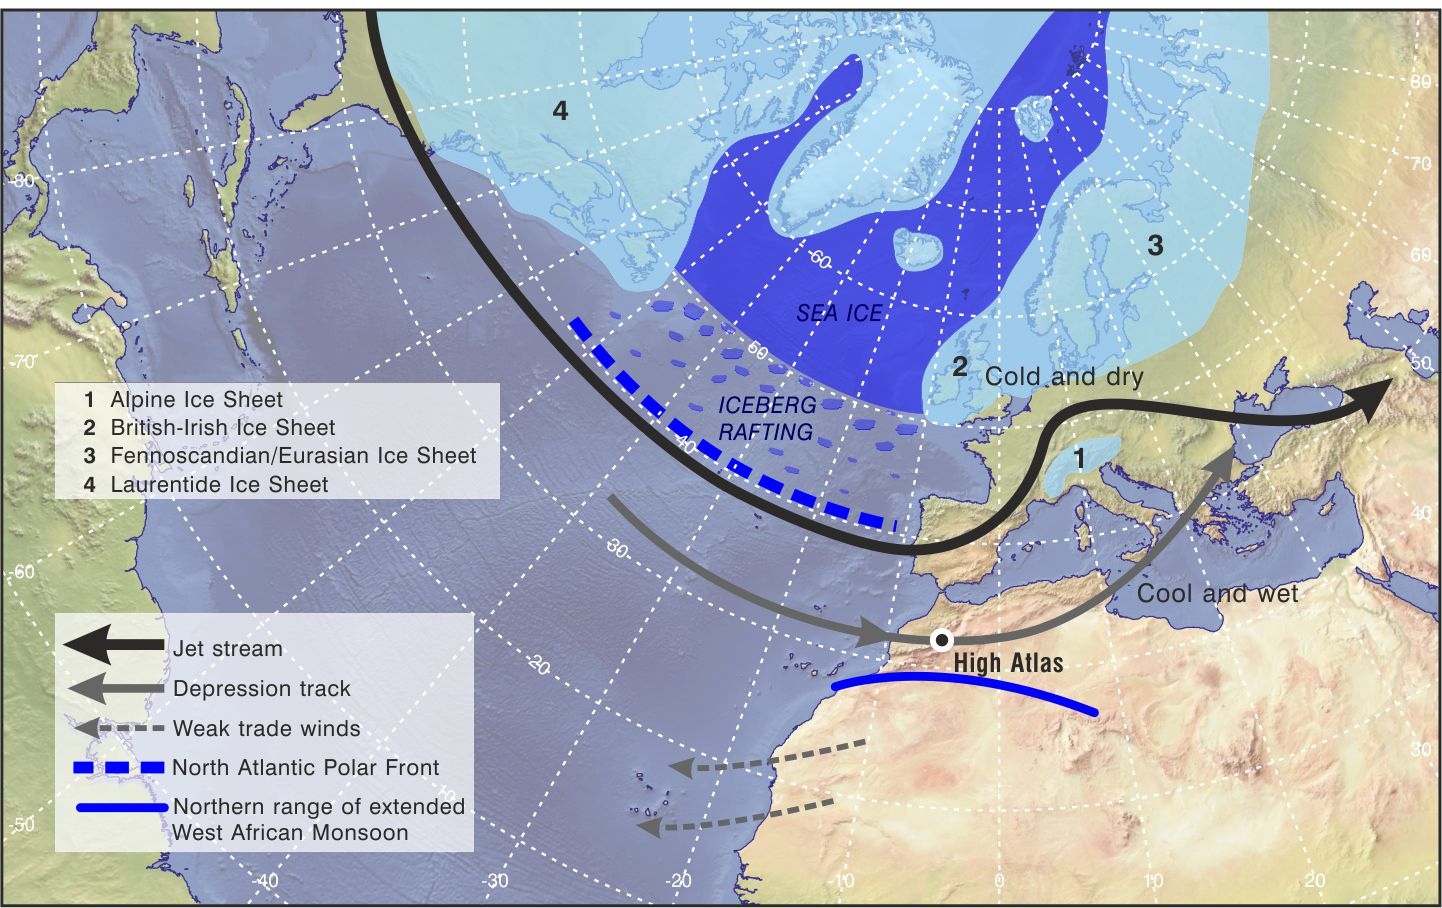 4
80
70
60
3
-80
-60
SEA ICE
50
2
Cold and dry
50
-70
1 Alpine Ice Sheet
2 British-Irish Ice Sheet
3 Fennoscandian/Eurasian Ice Sheet
4 Laurentide Ice Sheet
ICEBERG
RAFTING
40
1
40
30
-60
Cool and wet
High Atlas
-20
Jet stream
Depression track
Weak trade winds
North Atlantic Polar Front
Northern range of extended
West African Monsoon
30
10
-50
-40
-30
-20
-10
0
10
20